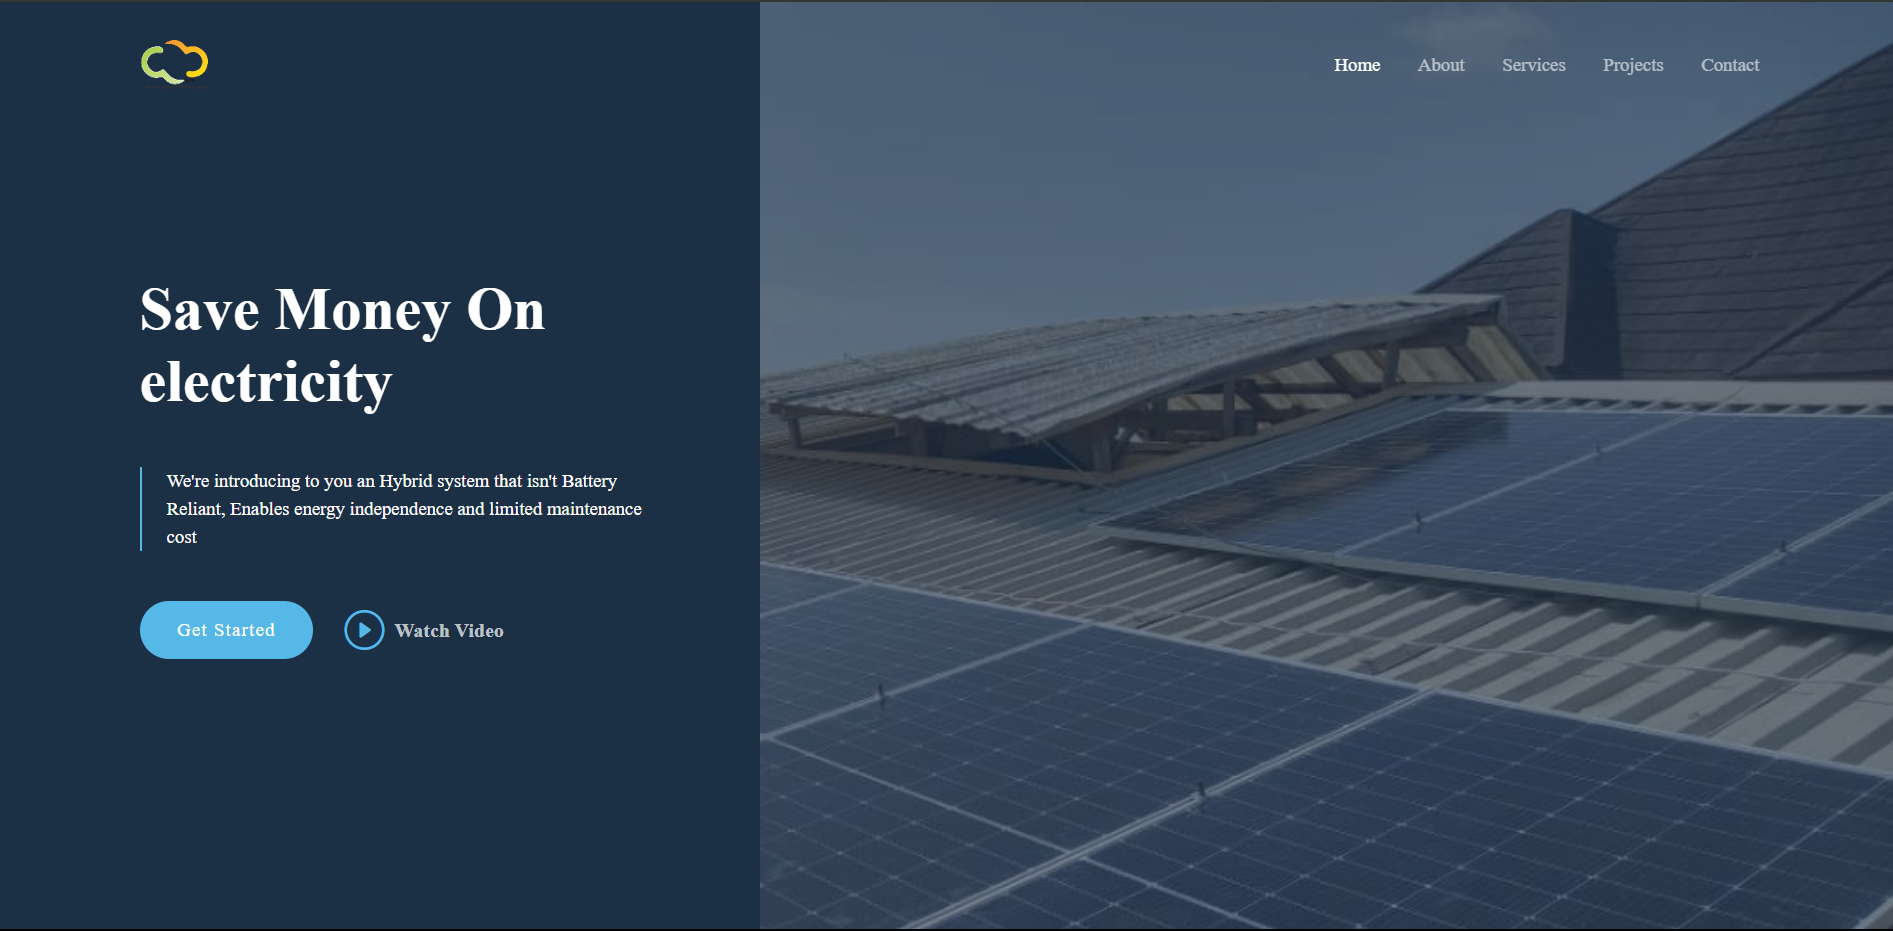 Home About Services Projects Contact
Save Money On
electricity
We're introducing to you an Hybrid system that isn't Battery
Reliant, Enables energy independence and limited maintenance
cost
Get Started Watch Video